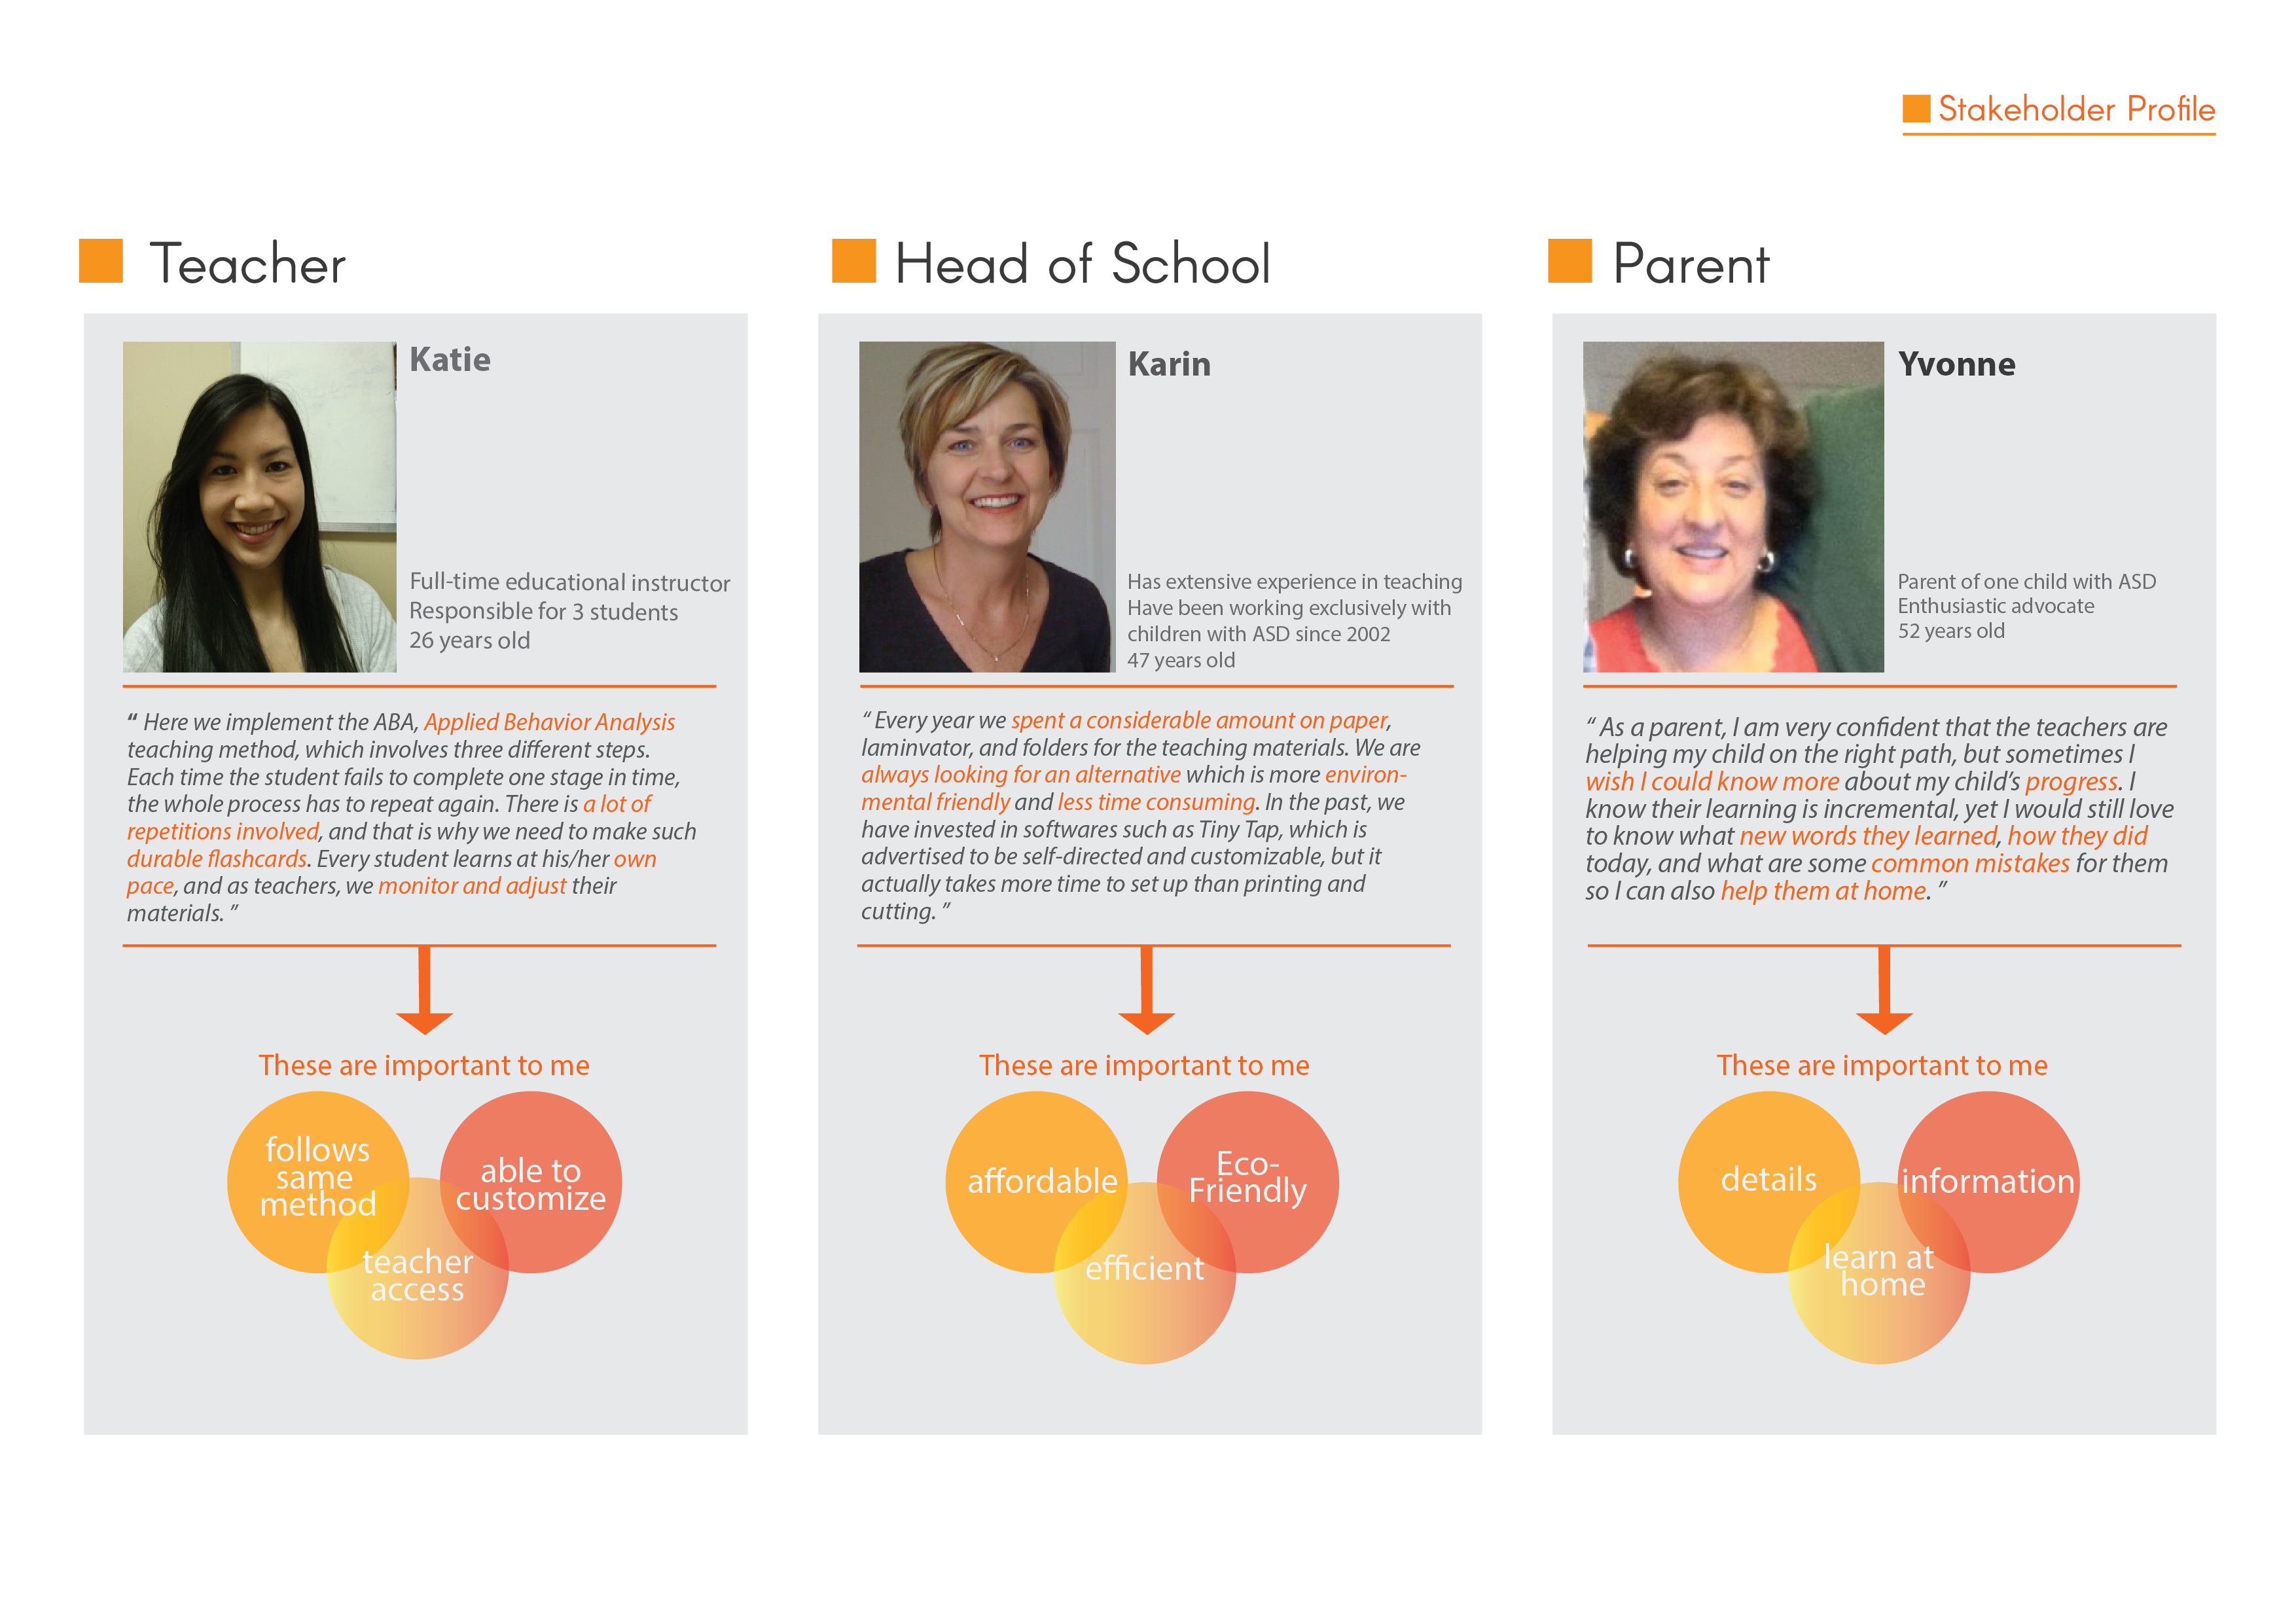 Stakeholder Profile
Teacher
Katie
Full-time educational instructor
Responsible for 3 students
26 years old
“ Here we implement the ABA, Applied Behavior Analysis
teaching method, which involves three different steps.
Each time the student fails to complete one stage in time,
the whole process has to repeat again. There is a lot of
repetitions involved, and that is why we need to make such
durable flashcards. Every student learns at his/her own
pace, and as teachers, we monitor and adjust their
materials. ”
These are important to me
follows
same
method
able to
customize
teacher
access
Head of School
Karin
Has extensive experience in teaching
Have been working exclusively with
children with ASD since 2002
47 years old
“ Every year we spent a considerable amount on paper,
laminvator, and folders for the teaching materials. We are
always looking for an alternative which is more environ-
mental friendly and less time consuming. In the past, we
have invested in softwares such as Tiny Tap, which is
advertised to be self-directed and customizable, but it
actually takes more time to set up than printing and
cutting. ”
These are important to me
affordable
Eco-
Friendly
efficient
Parent
Yvonne
Parent of one child with ASD
Enthusiastic advocate
52 years old
“ As a parent, I am very confident that the teachers are
helping my child on the right path, but sometimes I
wish I could know more about my child’s progress. I
know their learning is incremental, yet I would still love
to know what new words they learned, how they did
today, and what are some common mistakes for them
so I can also help them at home. ”
These are important to me
details
information
learn at
home